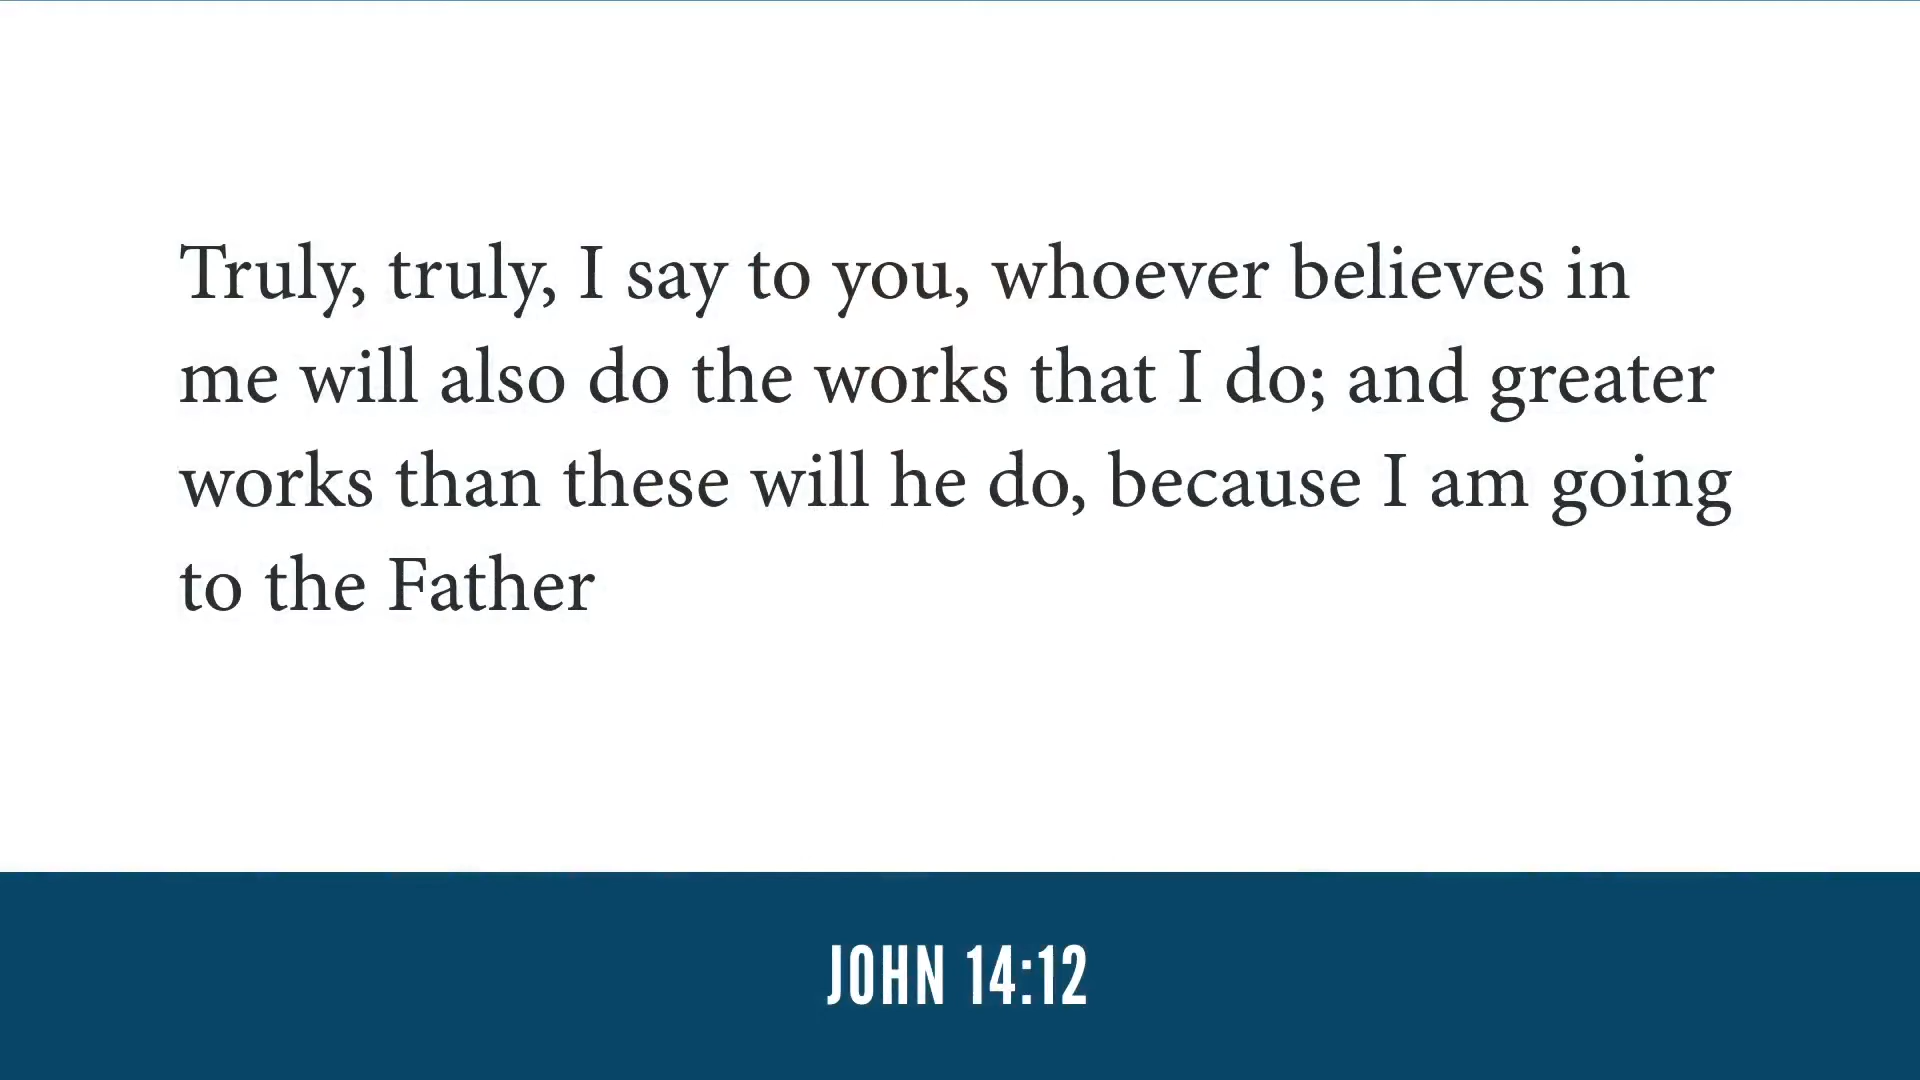 Truly, truly, I say to you, whoever believes in
me will also do the works that I do; and greater
works than these will he do, because I am going
to the Father
JOHN 14:12